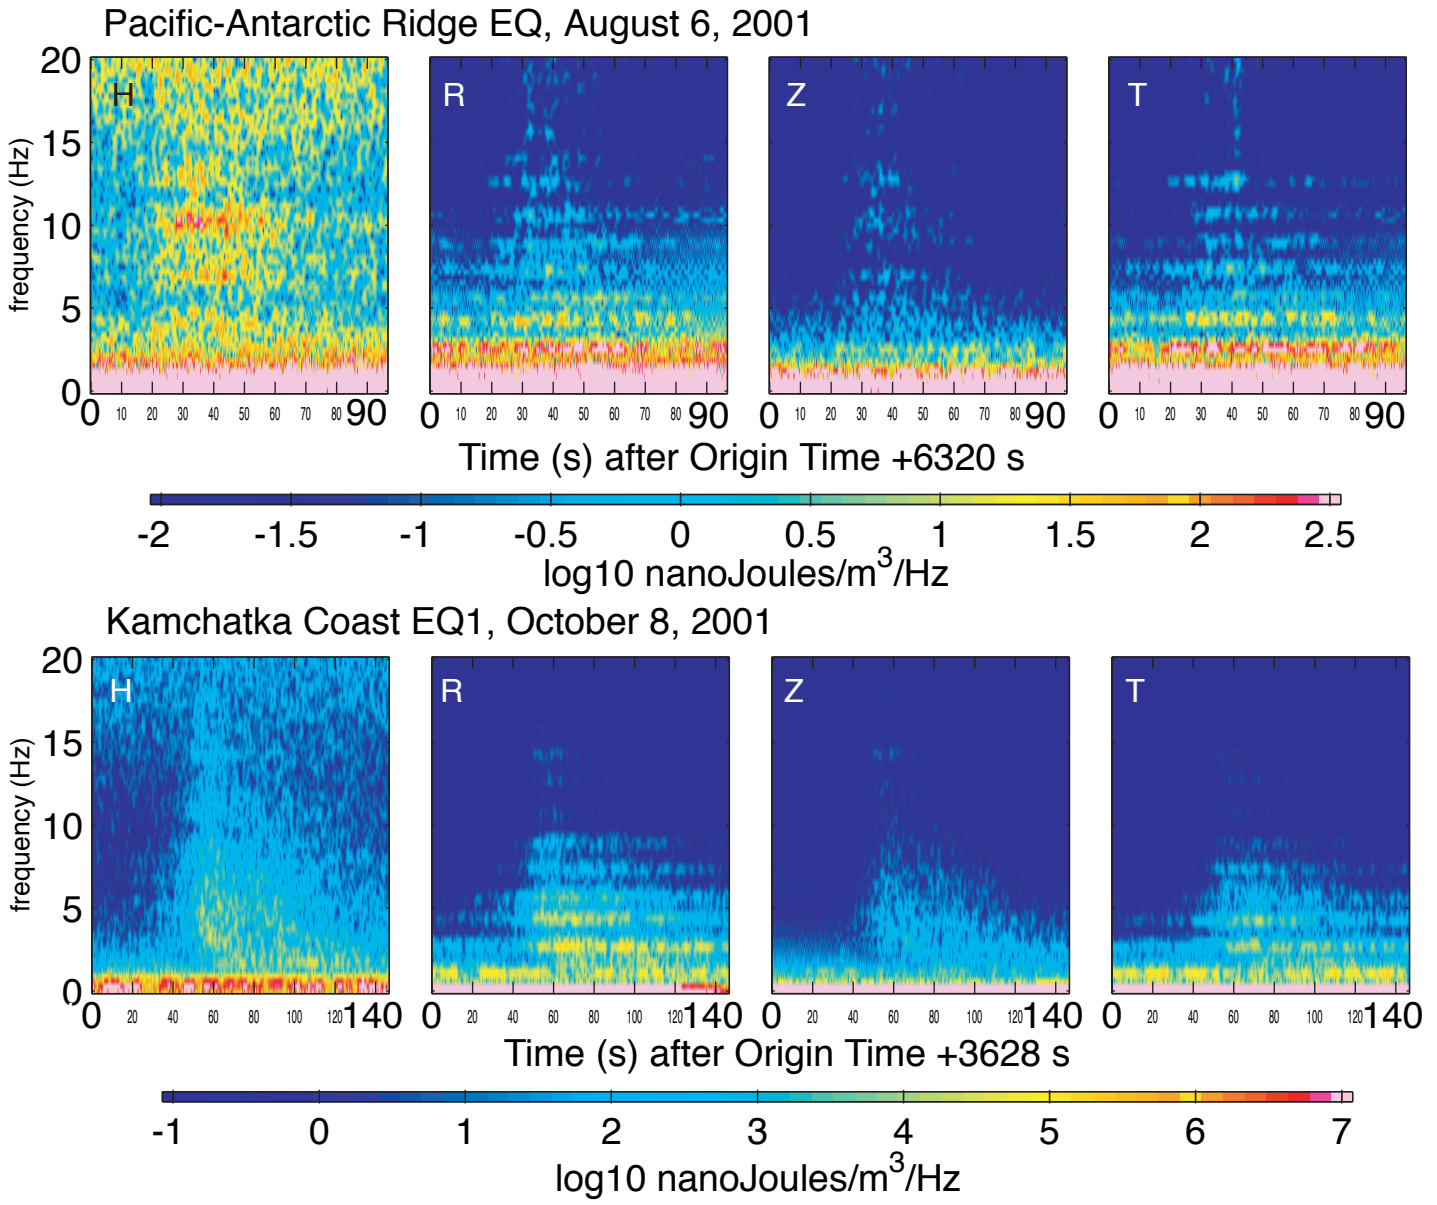 Pacific-Antarctic Ridge EQ, August 6, 2001
H R Z T
20
15
10
5
0
frequency (Hz)
0 10 20 30 40 50 60 70 80 90 0 10 20 30 40 50 60 70 80 90 0 10 20 30 40 50 60 70 80 90 0 10 20 30 40 50 60 70 80 90
Time (s) after Origin Time +6320 s
-2 -1.5 -1 -0.5 0 0.5 1 1.5 2 2.5
log10 nanoJoules/m³/Hz
Kamchatka Coast EQ1, October 8, 2001
H R Z T
20
15
10
5
0
frequency (Hz)
0 20 40 60 80 100 120 140 0 20 40 60 80 100 120 140 0 20 40 60 80 100 120 140 0 20 40 60 80 100 120 140
Time (s) after Origin Time +3628 s
-1 0 1 2 3 4 5 6 7
log10 nanoJoules/m³/Hz